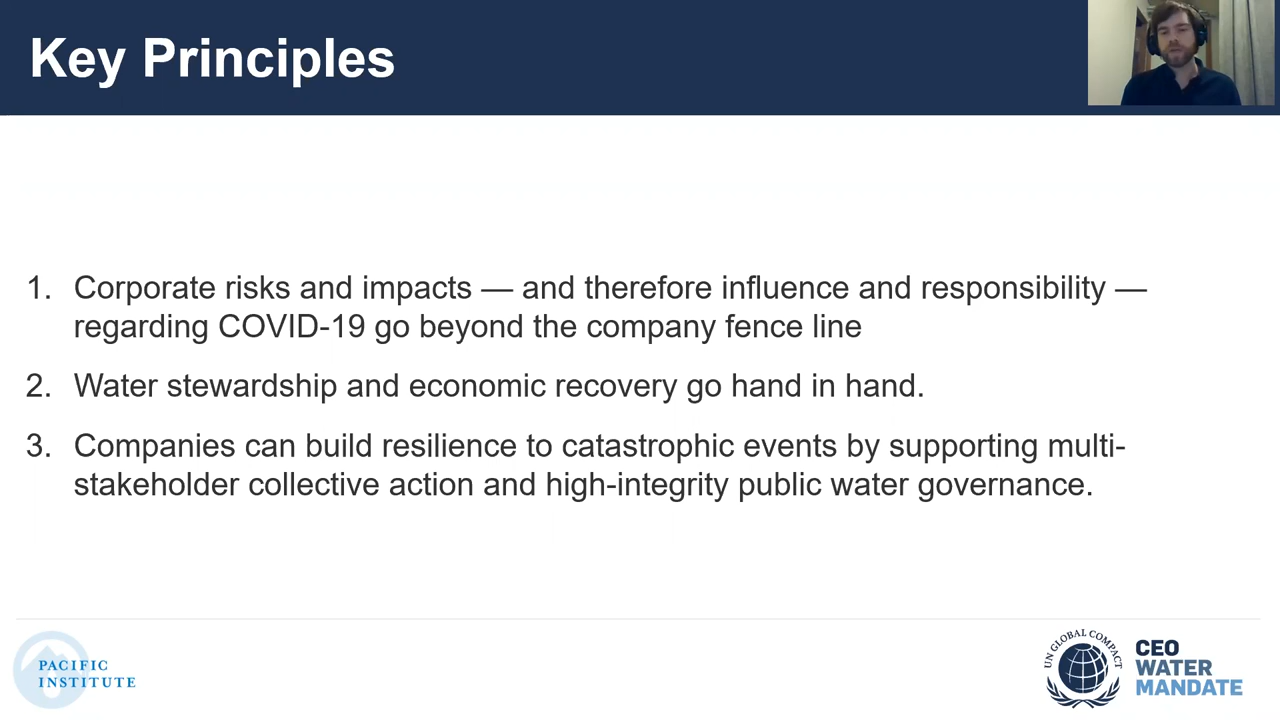 Key Principles
1. Corporate risks and impacts — and therefore influence and responsibility —
regarding COVID-19 go beyond the company fence line
2. Water stewardship and economic recovery go hand in hand.
3. Companies can build resilience to catastrophic events by supporting multi-
stakeholder collective action and high-integrity public water governance.
PACIFIC
INSTITUTE
UN GLOBAL COMPACT
CEO
WATER
MANDATE